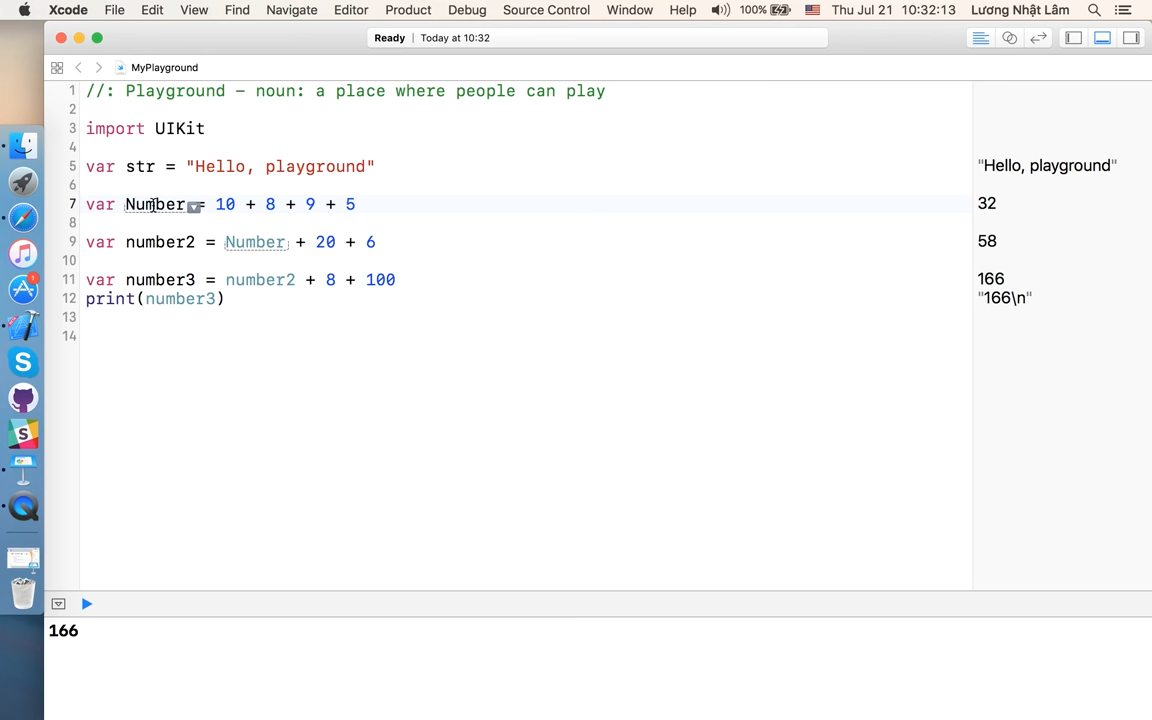 Xcode File Edit View Find Navigate Editor Product Debug Source Control Window Help 100% Thu Jul 21 10:32:13 Lương Nhật Lâm
Ready | Today at 10:32
MyPlayground
1 //: Playground – noun: a place where people can play
2
3 import UIKit
4
5 var str = "Hello, playground" "Hello, playground"
6
7 var Number = 10 + 8 + 9 + 5 32
8
9 var number2 = Number + 20 + 6 58
10
11 var number3 = number2 + 8 + 100 166
12 print(number3) "166\n"
13
14
1
S
S
166